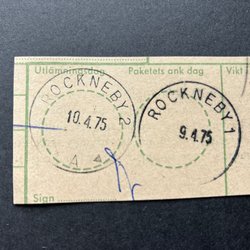 Utlämningsdag Paketets ank dag Vikt
ROCKNEBY 2
10.4.75
A
ROCKNEBY 1
9.4.75
Sign